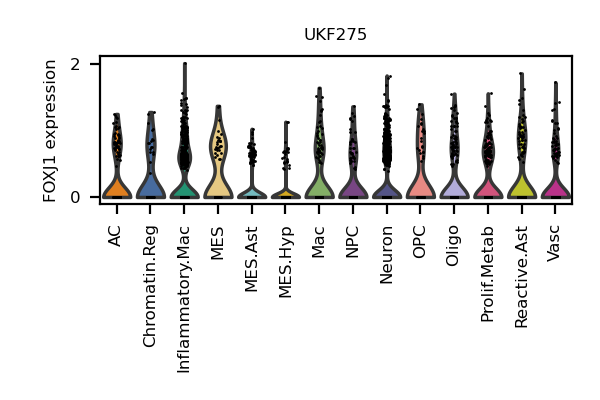 UKF275
FOXJ1 expression
2
0
AC
Chromatin.Reg
Inflammatory.Mac
MES
MES.Ast
MES.Hyp
Mac
NPC
Neuron
OPC
Oligo
Prolif.Metab
Reactive.Ast
Vasc